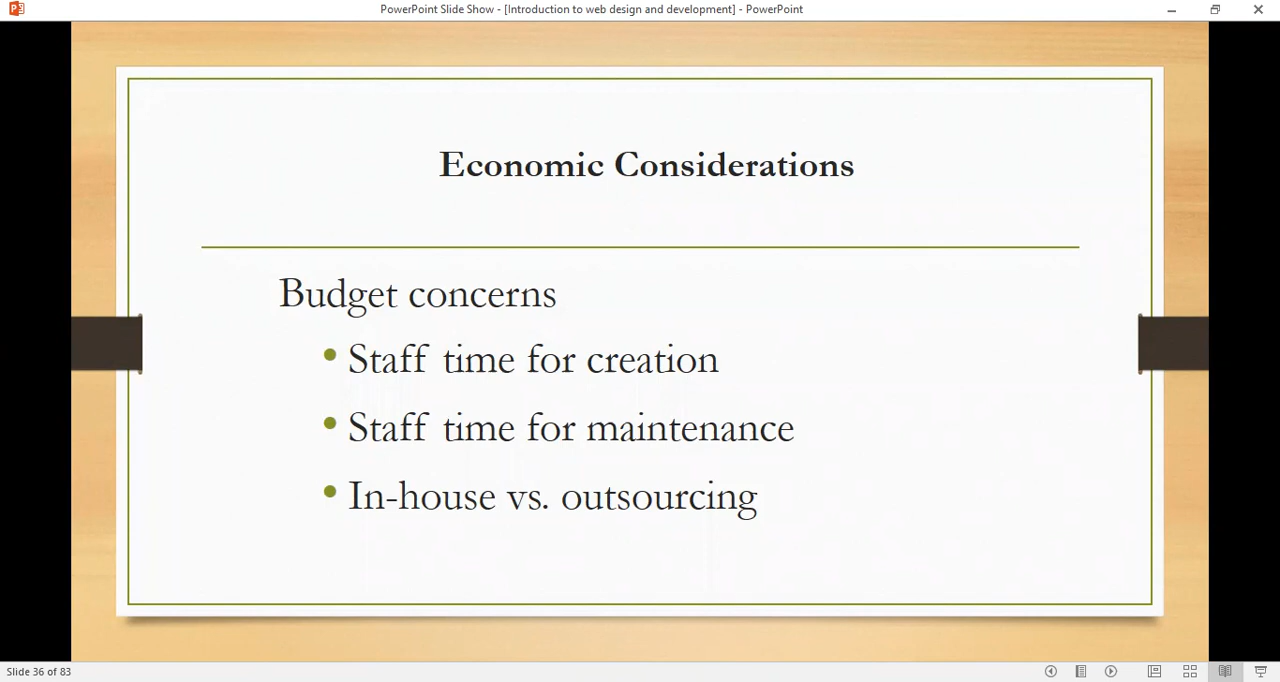 PowerPoint Slide Show - [Introduction to web design and development] - PowerPoint
Economic Considerations
Budget concerns
• Staff time for creation
• Staff time for maintenance
• In-house vs. outsourcing
Slide 36 of 83